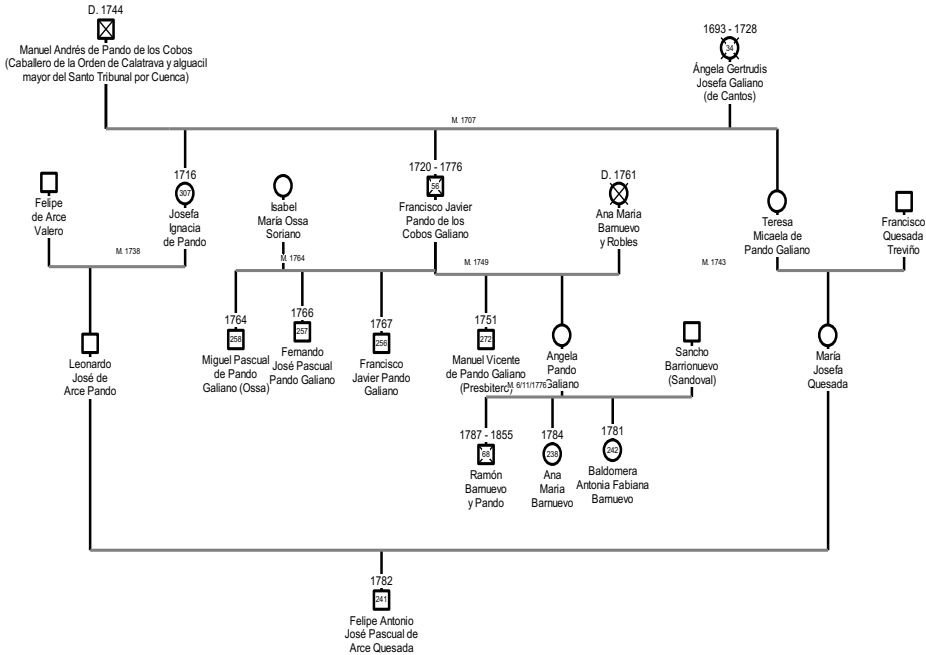 D. 1744
Manuel Andrés de Pando de los Cobos
(Caballero de la Orden de Calatrava y alguacil
mayor del Santo Tribunal por Cuenca)
1693 - 1728
34
Ángela Gertrudis
Josefa Galiano
(de Cantos)
M. 1707
Felipe
de Arce
Valero
1716
307
Josefa
Ignacia
de Pando
Isabel
María Ossa
Soriano
1720 - 1776
56
Francisco Javier
Pando de los
Cobos Galiano
D. 1761
Ana Maria
Barnuevo
y Robles
Teresa
Micaela de
Pando Galiano
Francisco
Quesada
Treviño
M. 1738
M. 1764
M. 1749
M. 1743
Leonardo
José de
Arce Pando
1764
258
Miguel Pascual
de Pando
Galiano (Ossa)
1766
257
Fernando
José Pascual
Pando Galiano
1767
256
Francisco
Javier Pando
Galiano
1751
272
Manuel Vicente
de Pando Galiano
(Presbitero)
Angela
Pando
Galiano
Sancho
Barrionuevo
(Sandoval)
María
Josefa
Quesada
M. 6/11/1776
1787 - 1855
68
Ramón
Barnuevo
y Pando
1784
238
Ana
Maria
Barnuevo
1781
242
Baldomera
Antonia Fabiana
Barnuevo
1782
241
Felipe Antonio
José Pascual de
Arce Quesada